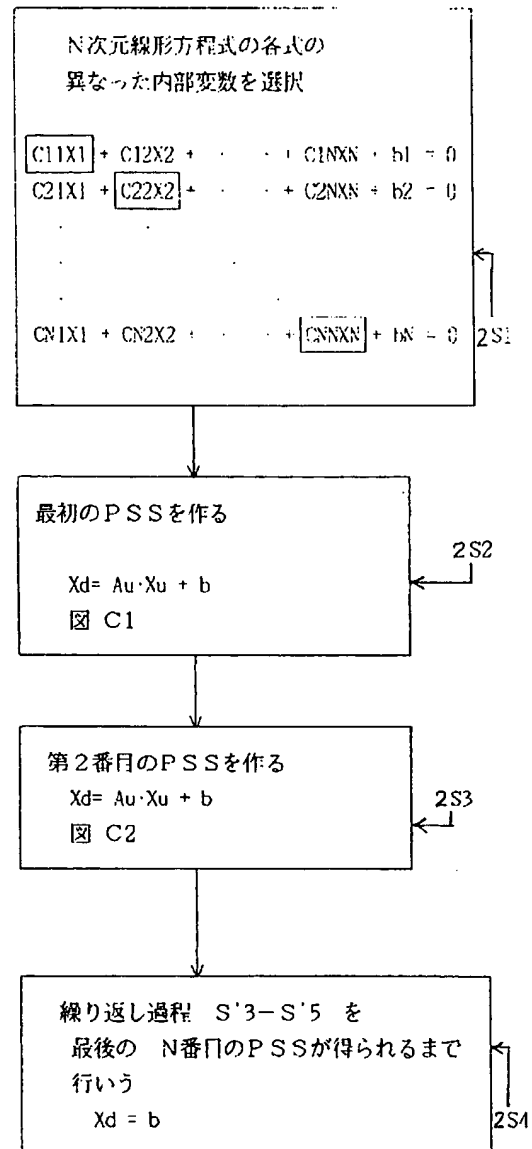 N次元線形方程式の各式の
異なった内部変数を選択
C11X1 + C12X2 + · · + C1NXN + b1 = 0
C21X1 + C22X2 + · · + C2NXN + b2 = 0
· ·
· ·
·
CN1X1 + CN2X2 + · · + CNNXN + bN = 0
2S1
最初のPSSを作る
2S2
Xd= Au·Xu + b
図 C1
第2番目のPSSを作る
Xd= Au·Xu + b
2S3
図 C2
繰り返し過程 S'3−S'5 を
最後の N番目のPSSが得られるまで
行いう
Xd = b
2S4